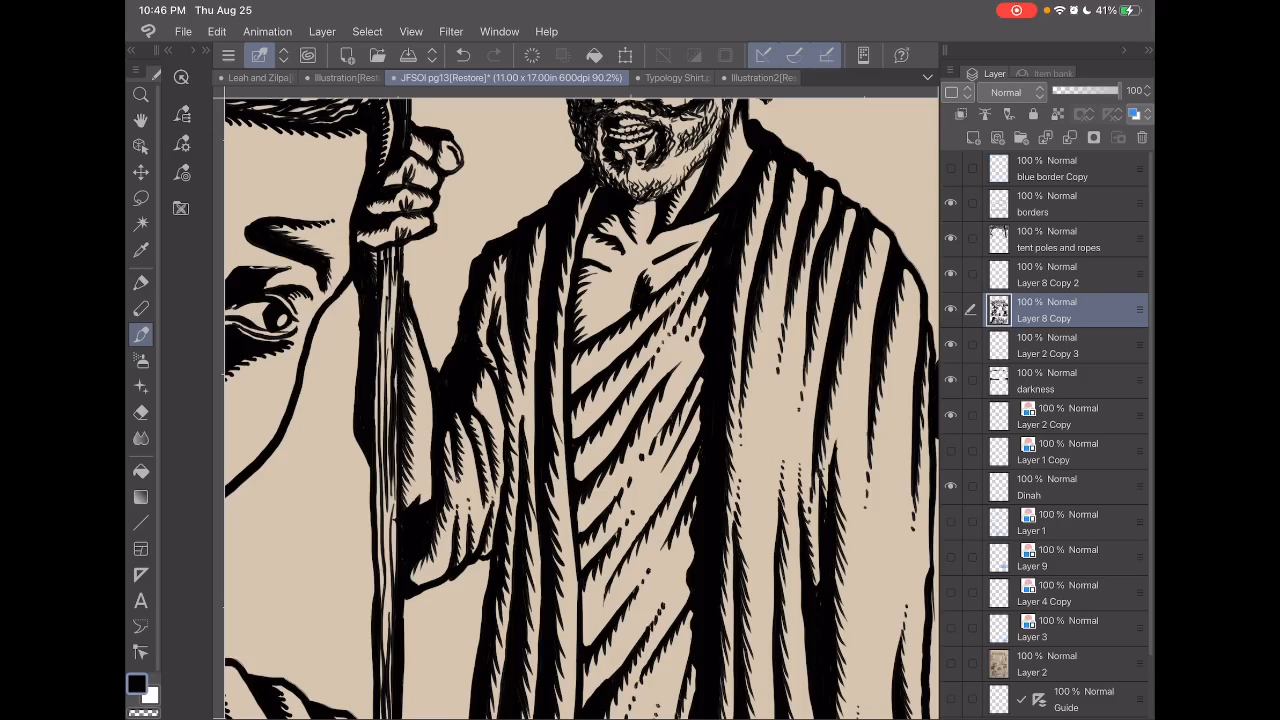 10:46 PM Thu Aug 25
41%
File Edit Animation Layer Select View Filter Window Help
Leah and Zilpa[ Illustration[Rest JFSOI pg13[Restore]* (11.00 x 17.00in 600dpi 90.2%) Typology Shirt. Illustration2[Res
Layer Item bank
Normal 100
100 % Normal
blue border Copy
100 % Normal
borders
100 % Normal
tent poles and ropes
100 % Normal
Layer 8 Copy 2
100 % Normal
Layer 8 Copy
100 % Normal
Layer 2 Copy 3
100 % Normal
darkness
100 % Normal
Layer 2 Copy
100 % Normal
Layer 1 Copy
100 % Normal
Dinah
100 % Normal
Layer 1
100 % Normal
Layer 9
100 % Normal
Layer 4 Copy
100 % Normal
Layer 3
100 % Normal
Layer 2
100 % Normal
Guide